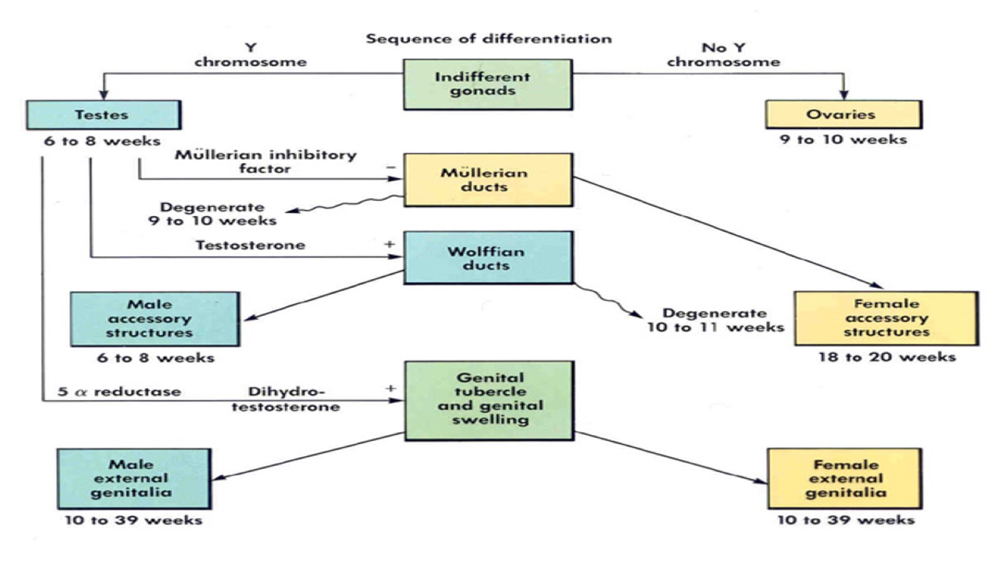 Sequence of differentiation
Y
chromosome
No Y
chromosome
Indifferent
gonads
Testes
6 to 8 weeks
Ovaries
9 to 10 weeks
Müllerian inhibitory
factor
−
Müllerian
ducts
Degenerate
9 to 10 weeks
Testosterone
+
Wolffian
ducts
Male
accessory
structures
6 to 8 weeks
Degenerate
10 to 11 weeks
Female
accessory
structures
18 to 20 weeks
5 α reductase
Dihydro-
testosterone
+
Genital
tubercle
and genital
swelling
Male
external
genitalia
10 to 39 weeks
Female
external
genitalia
10 to 39 weeks